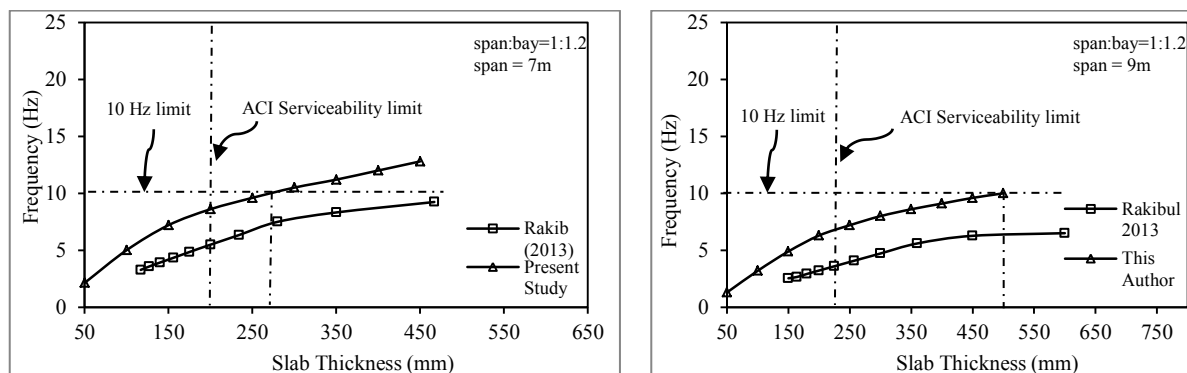 25
20
15
10
5
0
Frequency (Hz)
span:bay=1:1.2
span = 7m
10 Hz limit
ACI Serviceability limit
Rakib
(2013)
Present
Study
50 150 250 350 450 550 650
Slab Thickness (mm)
25
20
15
10
5
0
Frequency (Hz)
span:bay=1:1.2
span = 9m
10 Hz limit
ACI Serviceability limit
Rakibul
2013
This
Author
50 150 250 350 450 550 650 750
Slab Thickness (mm)